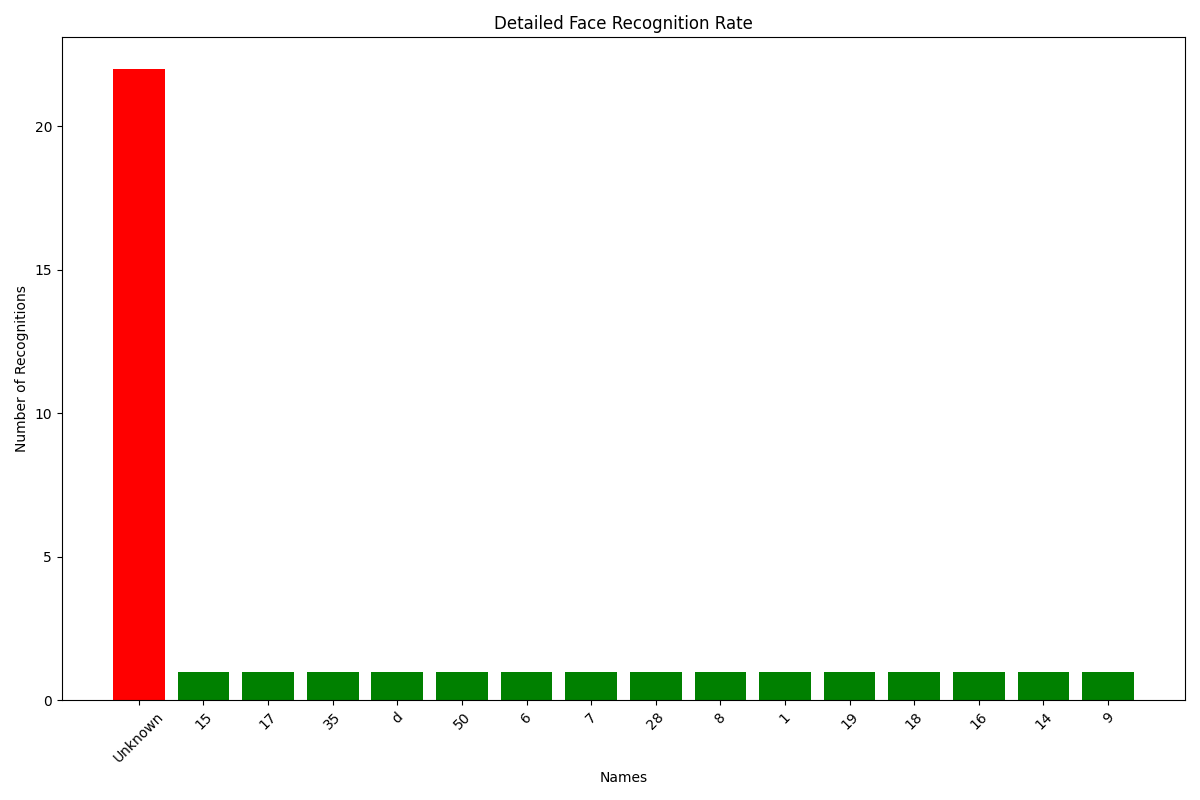 Detailed Face Recognition Rate
Number of Recognitions
20
15
10
5
0
Unknown 15 17 35 d 50 6 7 28 8 1 19 18 16 14 9
Names